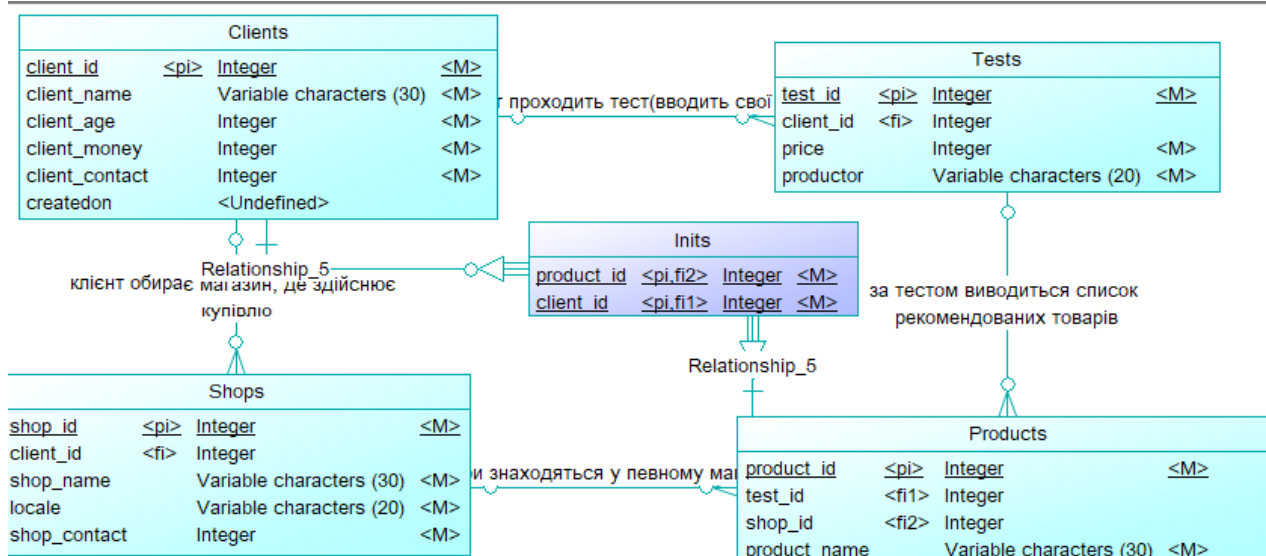 Clients
client_id <pi> Integer <M>
client_name Variable characters (30) <M>
client_age Integer <M>
client_money Integer <M>
client_contact Integer <M>
createdon <Undefined>
проходить тест(вводить свої
Tests
test_id <pi> Integer <M>
client_id <fi> Integer
price Integer <M>
productor Variable characters (20) <M>
Inits
product_id <pi,fi2> Integer <M>
client_id <pi,fi1> Integer <M>
Relationship_5
клієнт обирає магазин, де здійснює
купівлю
за тестом виводиться список
рекомендованих товарів
Relationship_5
Shops
shop_id <pi> Integer <M>
client_id <fi> Integer
shop_name Variable characters (30) <M>
locale Variable characters (20) <M>
shop_contact Integer <M>
знаходяться у певному
Products
product_id <pi> Integer <M>
test_id <fi1> Integer
shop_id <fi2> Integer
product_name Variable characters (30) <M>